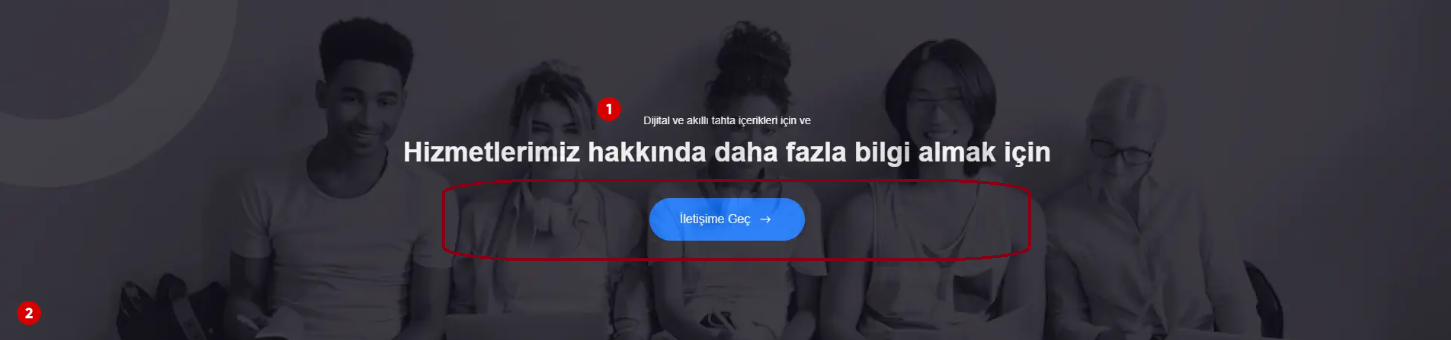 1
Dijital ve akıllı tahta içerikleri için ve
Hizmetlerimiz hakkında daha fazla bilgi almak için
İletişime Geç →
2